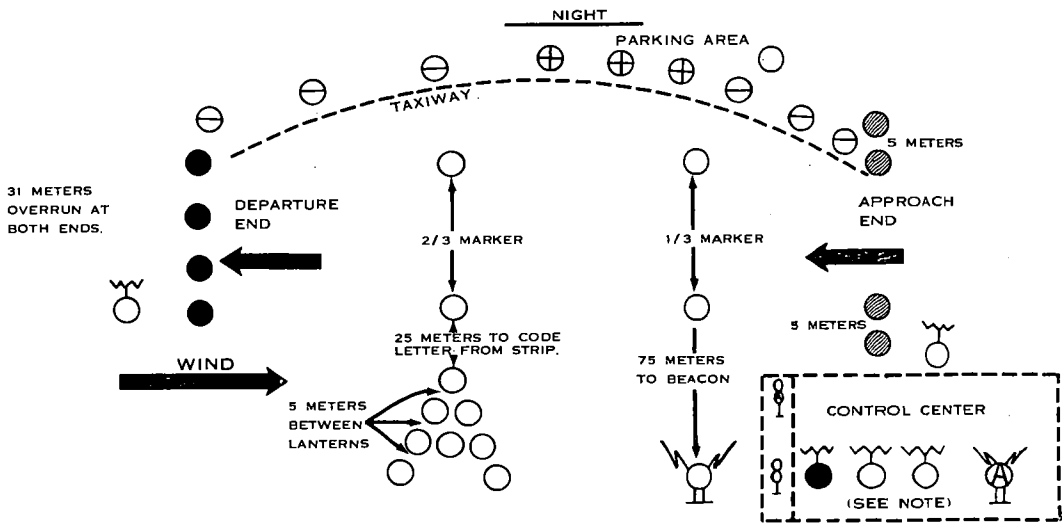 NIGHT
PARKING AREA
TAXIWAY
5 METERS
31 METERS
OVERRUN AT
BOTH ENDS.
DEPARTURE
END
APPROACH
END
2/3 MARKER
1/3 MARKER
5 METERS
25 METERS TO CODE
LETTER FROM STRIP.
WIND
75 METERS
TO BEACON
5 METERS
BETWEEN
LANTERNS
CONTROL CENTER
A
(SEE NOTE)